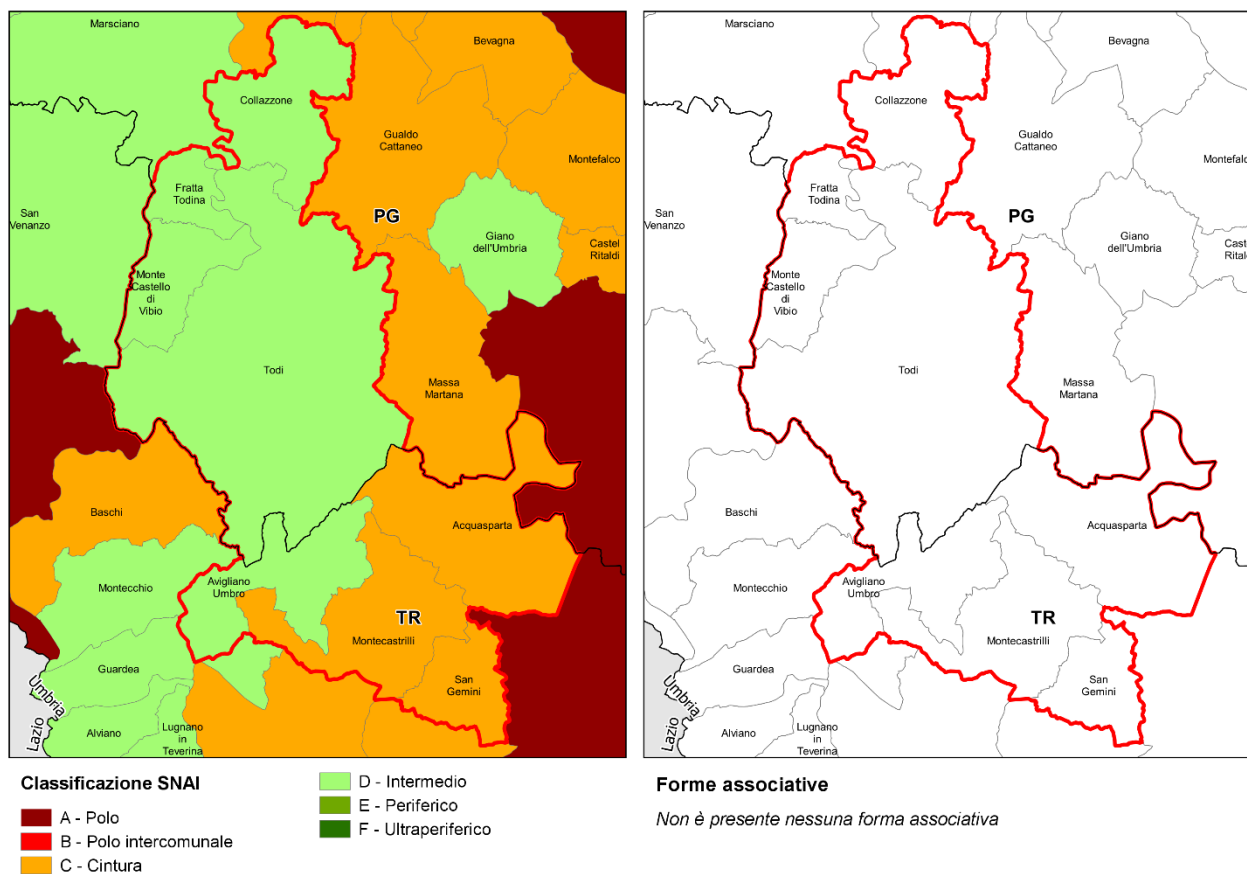 Marsciano
Bevagna
Collazzone
Gualdo
Cattaneo
Montefalco
Fratta
Todina
San
Venanzo
PG
Giano
dell'Umbria
Castel
Ritaldi
Monte
Castello
di
Vibio
Todi
Massa
Martana
Baschi
Acquasparta
Montecchio
Avigliano
Umbro
TR
Montecastrilli
Guardea
San
Gemini
Umbria
Lazio
Alviano
Lugnano
in
Teverina
Bevagna
Collazzone
Gualdo
Cattaneo
Montefalco
Fratta
Todina
San
Venanzo
PG
Giano
dell'Umbria
Castel
Ritaldi
Monte
Castello
di
Vibio
Todi
Massa
Martana
Baschi
Acquasparta
Montecchio
Avigliano
Umbro
TR
Montecastrilli
Guardea
San
Gemini
Umbria
Lazio
Alviano
Lugnano
in
Teverina
Classificazione SNAI
A - Polo
B - Polo intercomunale
C - Cintura
D - Intermedio
E - Periferico
F - Ultraperiferico
Forme associative
Non è presente nessuna forma associativa